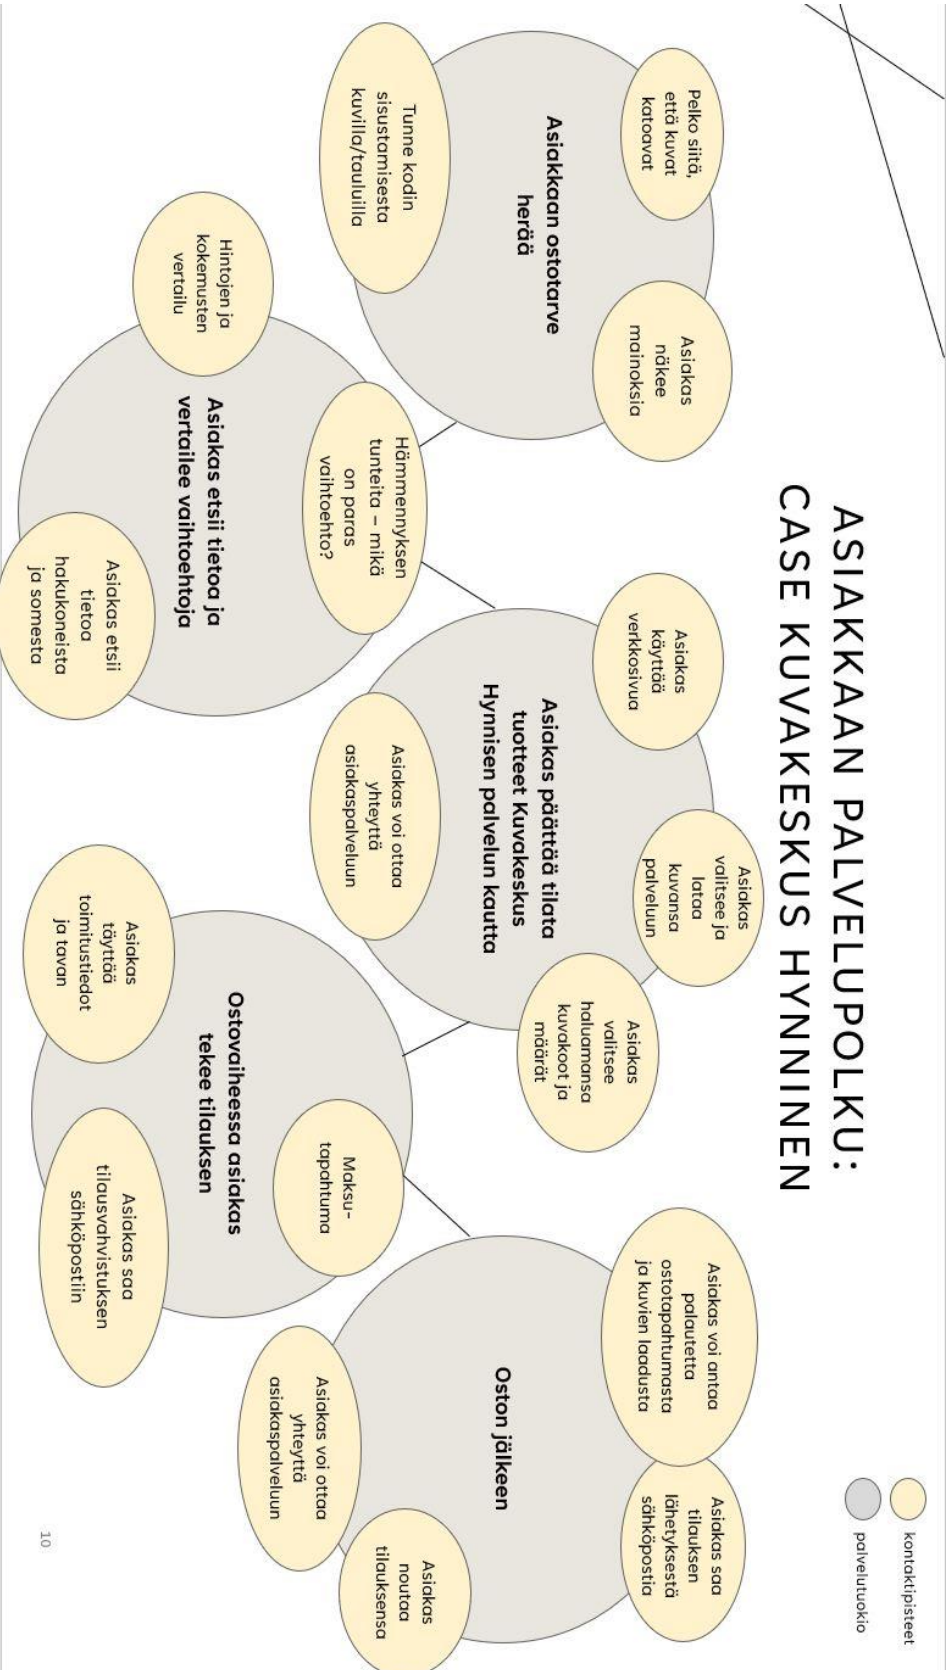 ASIAKKAAN PALVELUPOLKU:
CASE KUVAKESKUS HYNNINEN
kontaktipisteet
palvelutuokio
Pelko siitä,
että kuvat
katoavat
Asiakas
näkee
mainoksia
Asiakkaan ostotarve
herää
Tunne kodin
sisustamisesta
kuvilla/tauluilla
Hintojen ja
kokemusten
vertailu
Hämmennyksen
tunteita – mikä
on paras
vaihtoehto?
Asiakas etsii tietoa ja
vertailee vaihtoehtoja
Asiakas etsii
tietoa
hakukoneista
ja somesta
Asiakas
käyttää
verkkosivua
Asiakas
valitsee ja
lataa
kuvansa
palveluun
Asiakas
valitsee
haluamansa
kuvakoot ja
määrät
Asiakas päättää tilata
tuotteet Kuvakeskus
Hynnisen palvelun kautta
Asiakas voi ottaa
yhteyttä
asiakaspalveluun
Asiakas
täyttää
toimitustiedot
ja tavan
Maksu-
tapahtuma
Ostovaiheessa asiakas
tekee tilauksen
Asiakas saa
tilausvahvistuksen
sähköpostiin
Asiakas voi antaa
palautetta
ostotapahtumasta
ja kuvien laadusta
Asiakas saa
tilauksen
lähetyksestä
sähköpostia
Oston jälkeen
Asiakas voi ottaa
yhteyttä
asiakaspalveluun
Asiakas
noutaa
tilauksensa
10